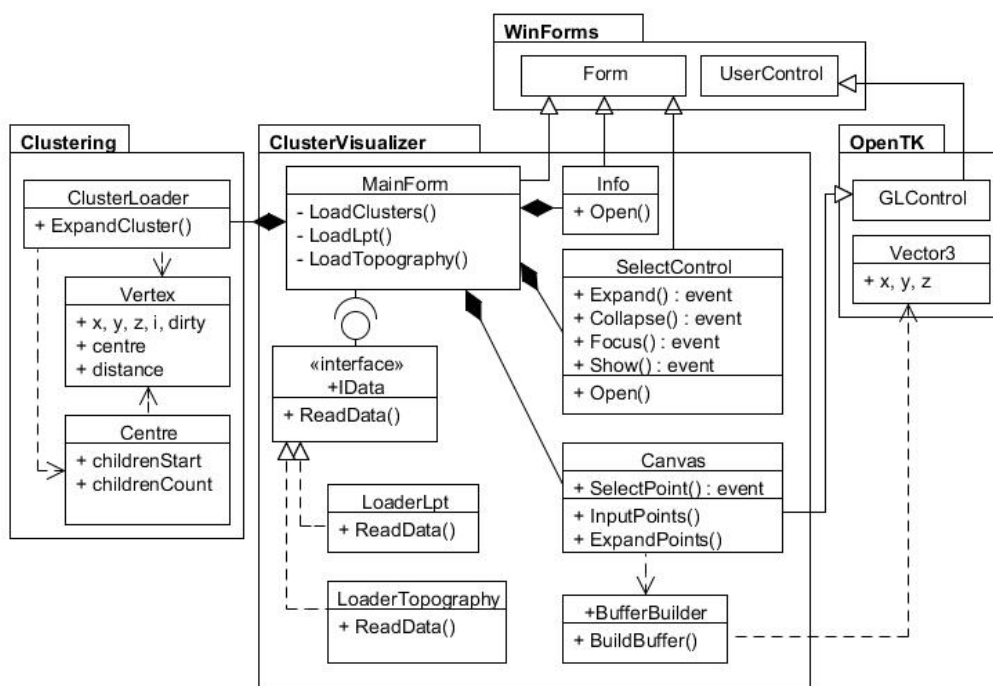 WinForms
Form
UserControl
Clustering
ClusterLoader
+ ExpandCluster()
Vertex
+ x, y, z, i, dirty
+ centre
+ distance
Centre
+ childrenStart
+ childrenCount
ClusterVisualizer
MainForm
- LoadClusters()
- LoadLpt()
- LoadTopography()
Info
+ Open()
SelectControl
+ Expand() : event
+ Collapse() : event
+ Focus() : event
+ Show() : event
+ Open()
«interface»
+IData
+ ReadData()
LoaderLpt
+ ReadData()
LoaderTopography
+ ReadData()
Canvas
+ SelectPoint() : event
+ InputPoints()
+ ExpandPoints()
+BufferBuilder
+ BuildBuffer()
OpenTK
GLControl
Vector3
+ x, y, z